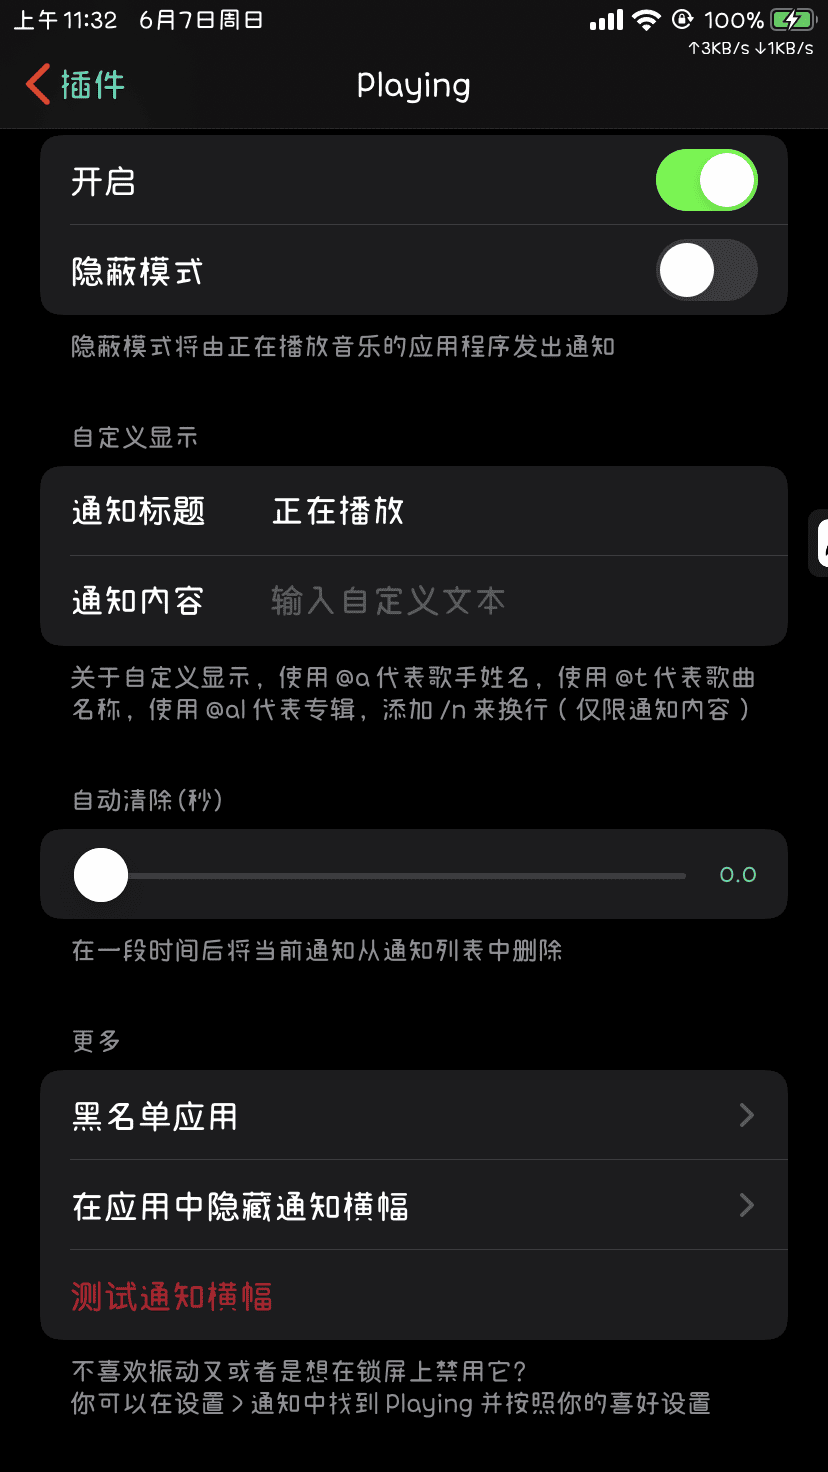 上午 11:32 6月7日周日
100%
↑3KB/s ↓1KB/s
插件
Playing
开启
隐蔽模式
隐蔽模式将由正在播放音乐的应用程序发出通知
自定义显示
通知标题 正在播放
通知内容 输入自定义文本
关于自定义显示，使用 @a 代表歌手姓名，使用 @t 代表歌曲
名称，使用 @al 代表专辑，添加 /n 来换行（仅限通知内容）
自动清除(秒)
0.0
在一段时间后将当前通知从通知列表中删除
更多
黑名单应用
在应用中隐藏通知横幅
测试通知横幅
不喜欢振动又或者是想在锁屏上禁用它?
你可以在设置 > 通知中找到 Playing 并按照你的喜好设置